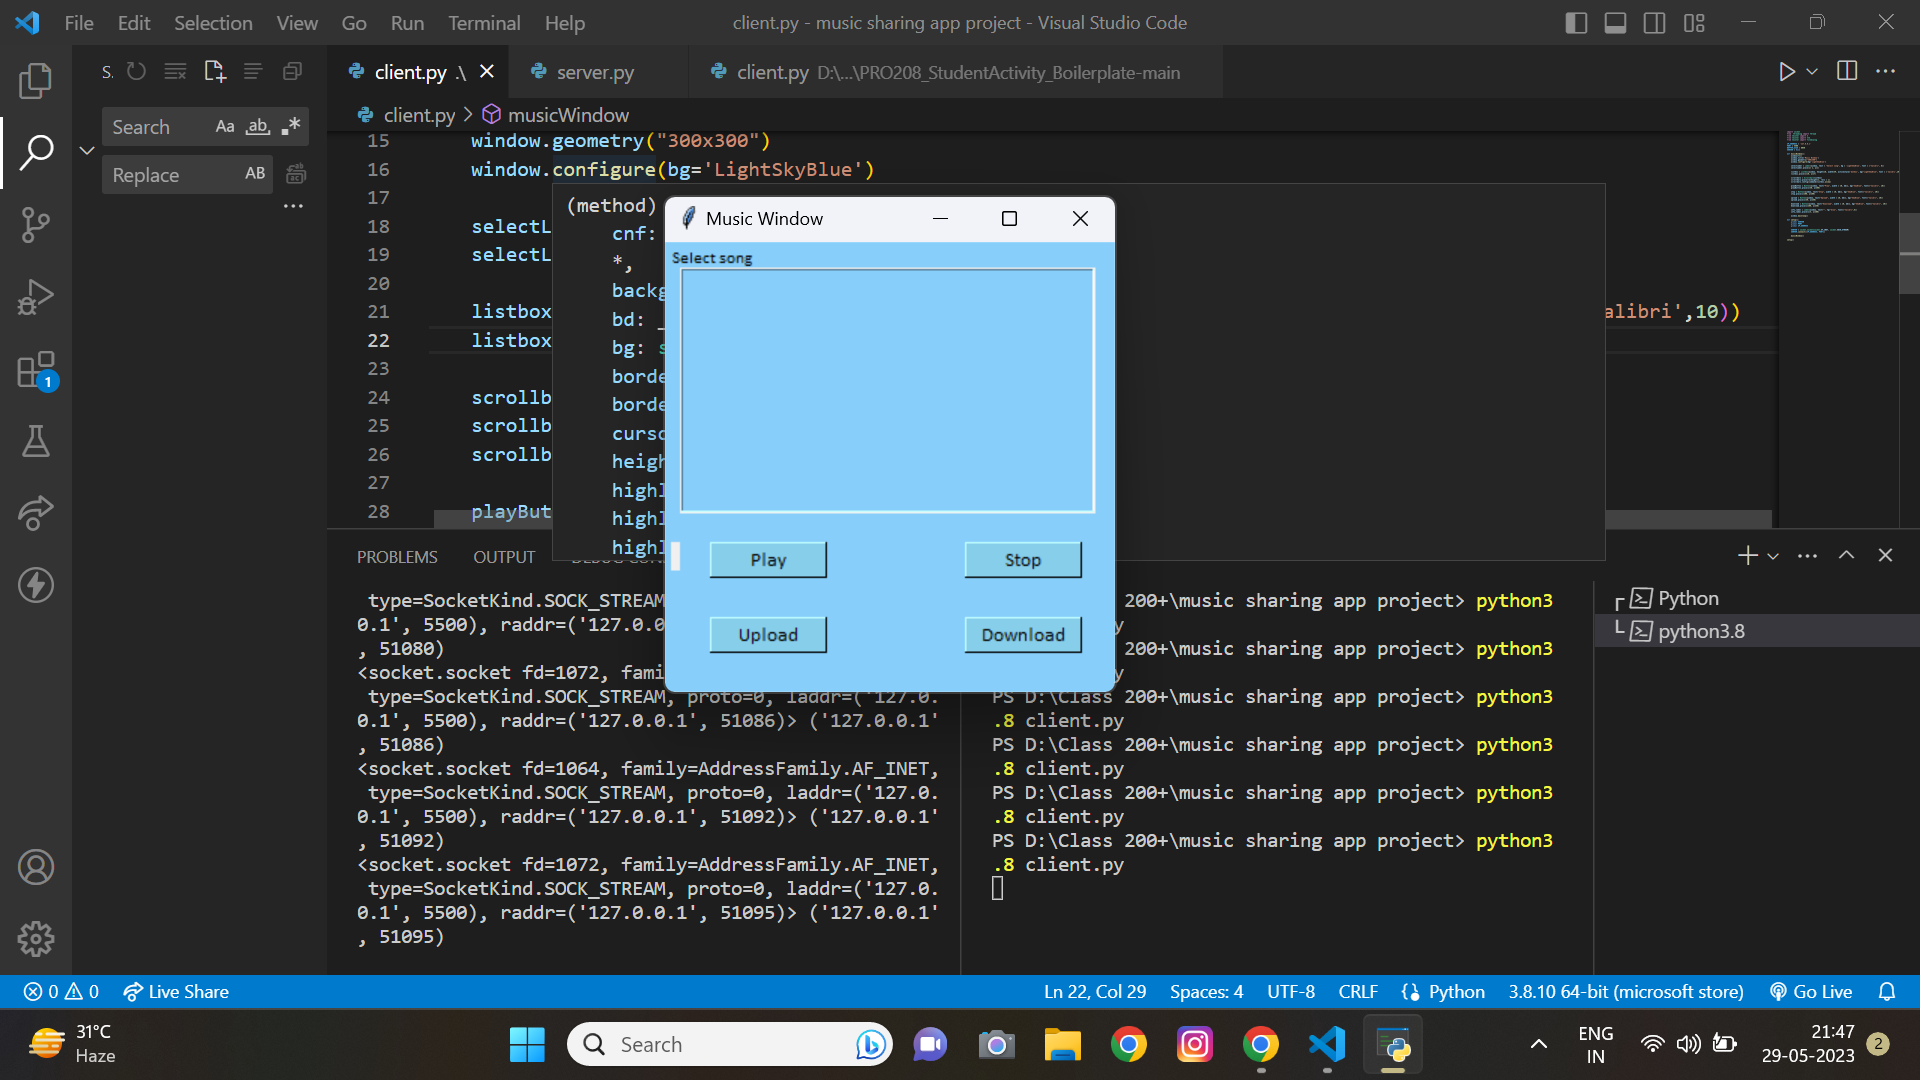 File Edit Selection View Go Run Terminal Help
client.py - music sharing app project - Visual Studio Code
S.
client.py .\
server.py
client.py D:\...\PRO208_StudentActivity_Boilerplate-main
Search Aa ab .*
Replace AB
client.py > musicWindow
15 window.geometry("300x300")
16 window.configure(bg='LightSkyBlue')
17
18 selectL
19 selectL
20
21 listbox alibri',10))
22 listbox
23
24 scrollb
25 scrollb
26 scrollb
27
28 playBut
(method)
cnf:
*,
backg
bd: _
bg: s
borde
borde
curso
heigh
highl
highl
highl
Music Window
Select song
Play Stop
Upload Download
1
PROBLEMS OUTPUT DEBUG CON
type=SocketKind.SOCK_STREAM
0.1', 5500), raddr=('127.0.0
, 51080)
<socket.socket fd=1072, fami
type=SocketKind.SOCK_STREAM, proto=0, laddr=('127.0.
0.1', 5500), raddr=('127.0.0.1', 51086)> ('127.0.0.1'
, 51086)
<socket.socket fd=1064, family=AddressFamily.AF_INET,
type=SocketKind.SOCK_STREAM, proto=0, laddr=('127.0.
0.1', 5500), raddr=('127.0.0.1', 51092)> ('127.0.0.1'
, 51092)
<socket.socket fd=1072, family=AddressFamily.AF_INET,
type=SocketKind.SOCK_STREAM, proto=0, laddr=('127.0.
0.1', 5500), raddr=('127.0.0.1', 51095)> ('127.0.0.1'
, 51095)
200+\music sharing app project> python3
y
200+\music sharing app project> python3
y
PS D:\Class 200+\music sharing app project> python3
.8 client.py
PS D:\Class 200+\music sharing app project> python3
.8 client.py
PS D:\Class 200+\music sharing app project> python3
.8 client.py
PS D:\Class 200+\music sharing app project> python3
.8 client.py
Python
python3.8
0 0 Live Share
Ln 22, Col 29 Spaces: 4 UTF-8 CRLF Python 3.8.10 64-bit (microsoft store) Go Live
31°C
Haze
Search
ENG
IN
21:47
29-05-2023
2